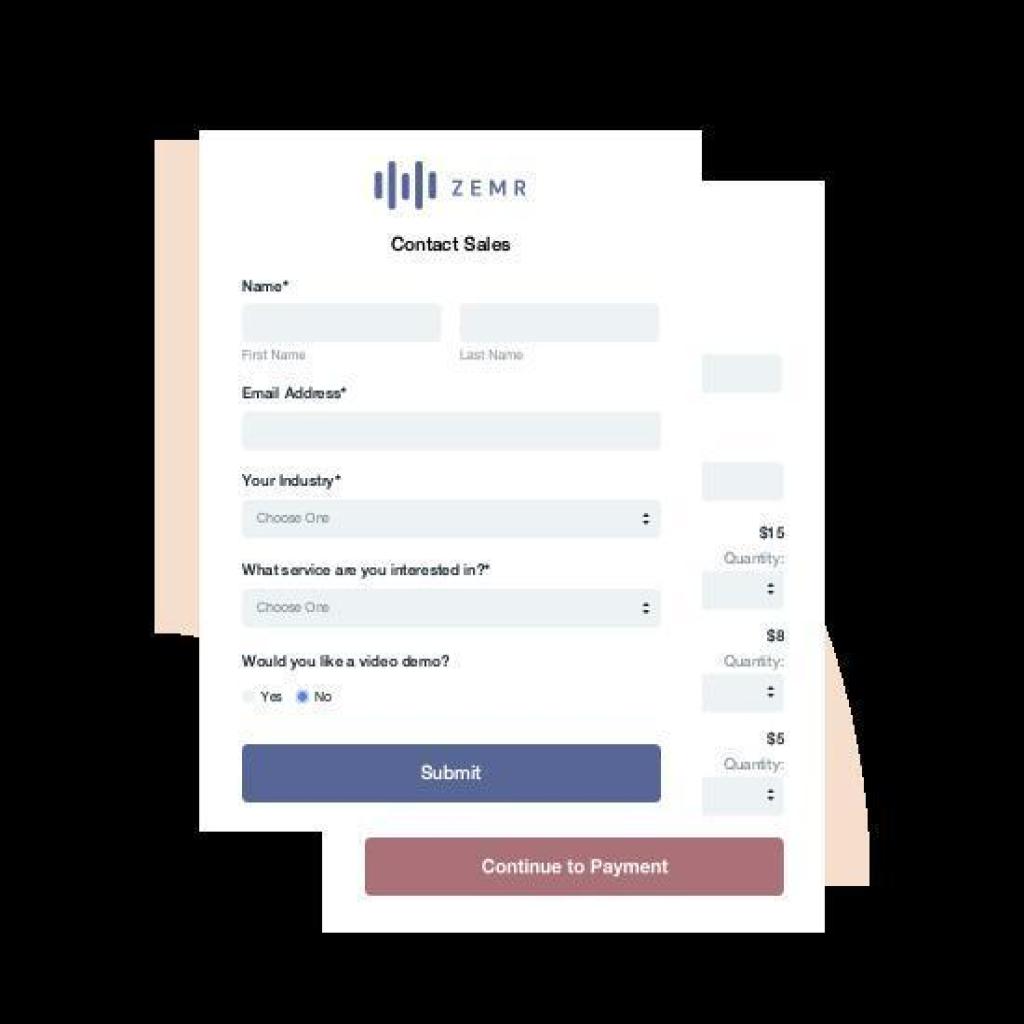 ZEMR
Contact Sales
Name*
First Name Last Name
Email Address*
Your Industry*
Choose One
What service are you interested in?*
Choose One
Would you like a video demo?
Yes No
Submit
$15
Quantity:
$8
Quantity:
$5
Quantity:
Continue to Payment